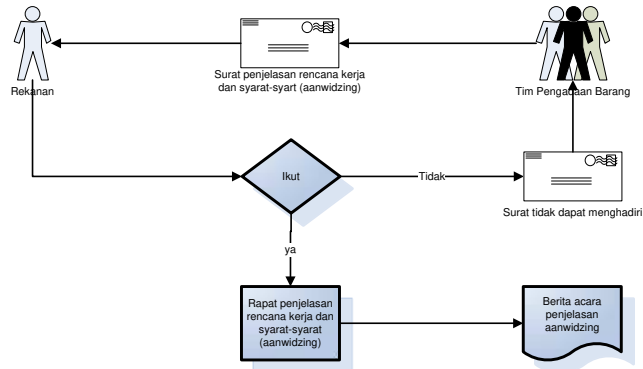 Rekanan
Surat penjelasan rencana kerja
dan syarat-syart (aanwidzing)
Tim Pengadaan Barang
Ikut
Tidak
Surat tidak dapat menghadiri
ya
Rapat penjelasan
rencana kerja dan
syarat-syarat
(aanwidzing)
Berita acara
penjelasan
aanwidzing